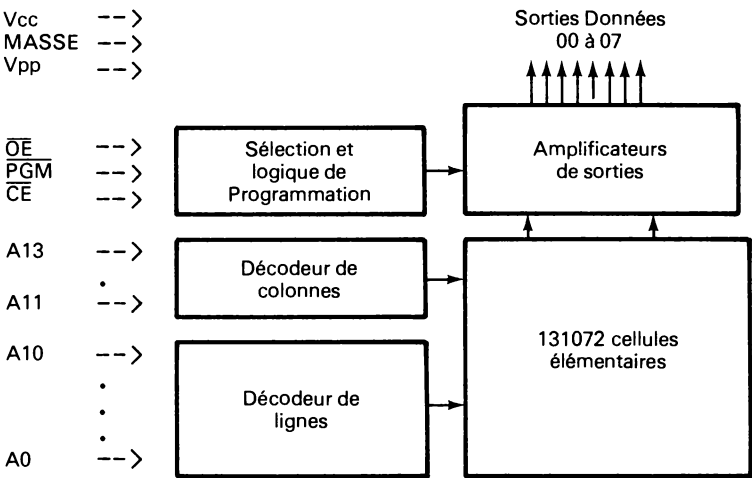 Vcc
MASSE
Vpp
Sorties Données
00 à 07
OE
PGM
CE
Sélection et
logique de
Programmation
Amplificateurs
de sorties
A13
A11
Décodeur de
colonnes
A10
A0
Décodeur de
lignes
131072 cellules
élémentaires